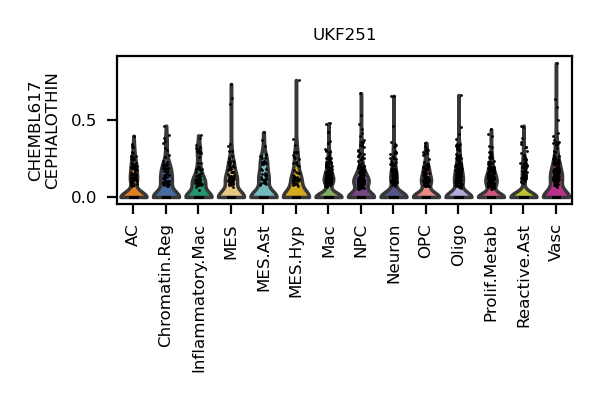 UKF251
CHEMBL617
CEPHALOTHIN
0.5
0.0
AC
Chromatin.Reg
Inflammatory.Mac
MES
MES.Ast
MES.Hyp
Mac
NPC
Neuron
OPC
Oligo
Prolif.Metab
Reactive.Ast
Vasc